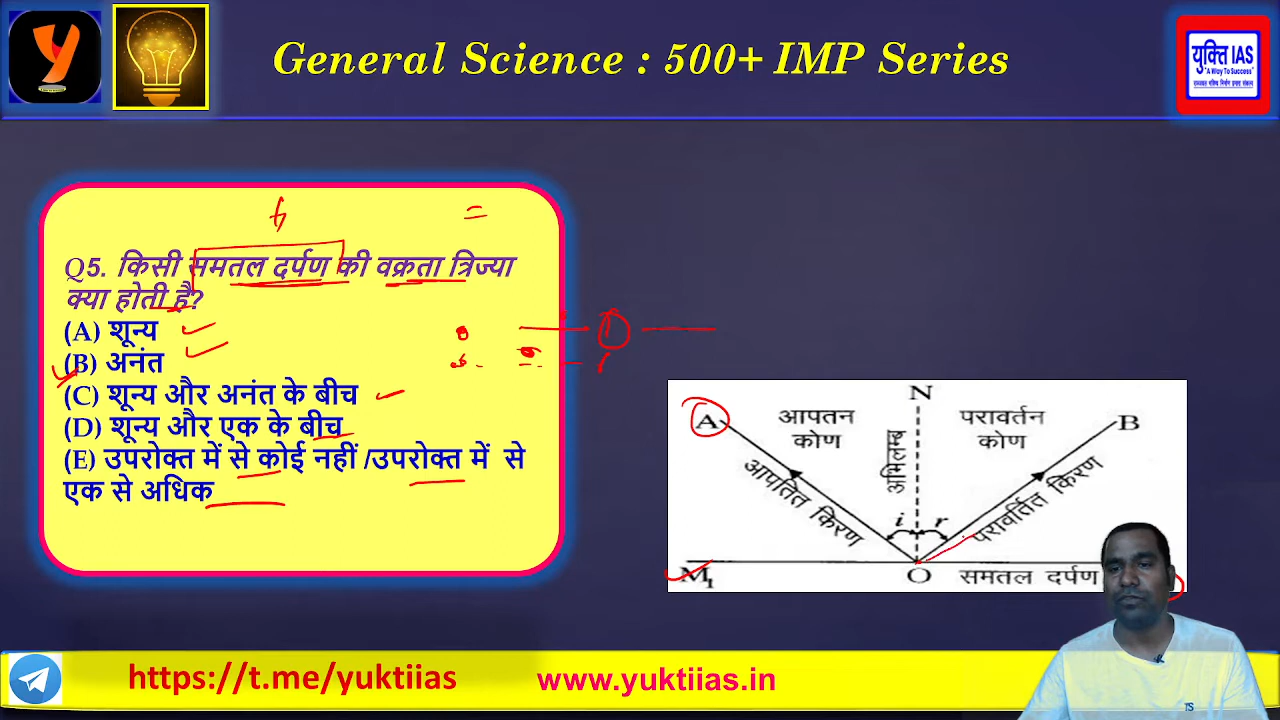 General Science : 500+ IMP Series
युक्ति IAS
"A Way To Success"
Q5. किसी समतल दर्पण की वक्रता त्रिज्या
क्या होती है?
(A) शून्य
(B) अनंत
(C) शून्य और अनंत के बीच
(D) शून्य और एक के बीच
(E) उपरोक्त में से कोई नहीं /उपरोक्त में से
एक से अधिक
N
A
आपतन
कोण
परावर्तन
कोण
B
अभिलम्ब
आपतित किरण
परावर्तित किरण
i
r
M₁
O
समतल दर्पण
https://t.me/yuktiias
www.yuktiias.in